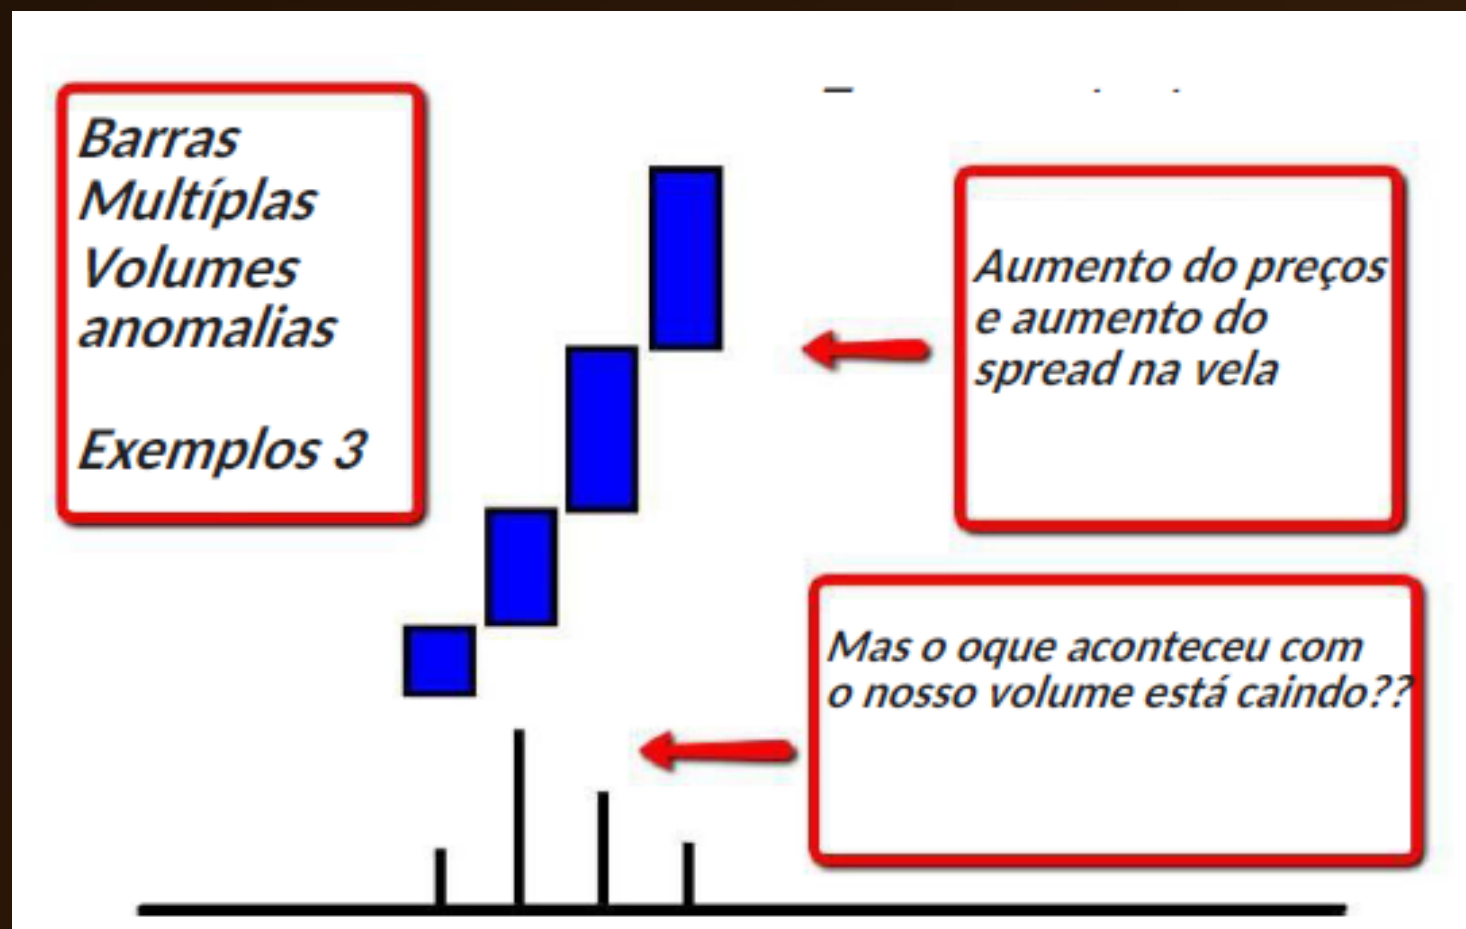 Barras
Multíplas
Volumes
anomalias
Exemplos 3
Aumento do preços
e aumento do
spread na vela
Mas o oque aconteceu com
o nosso volume está caindo??